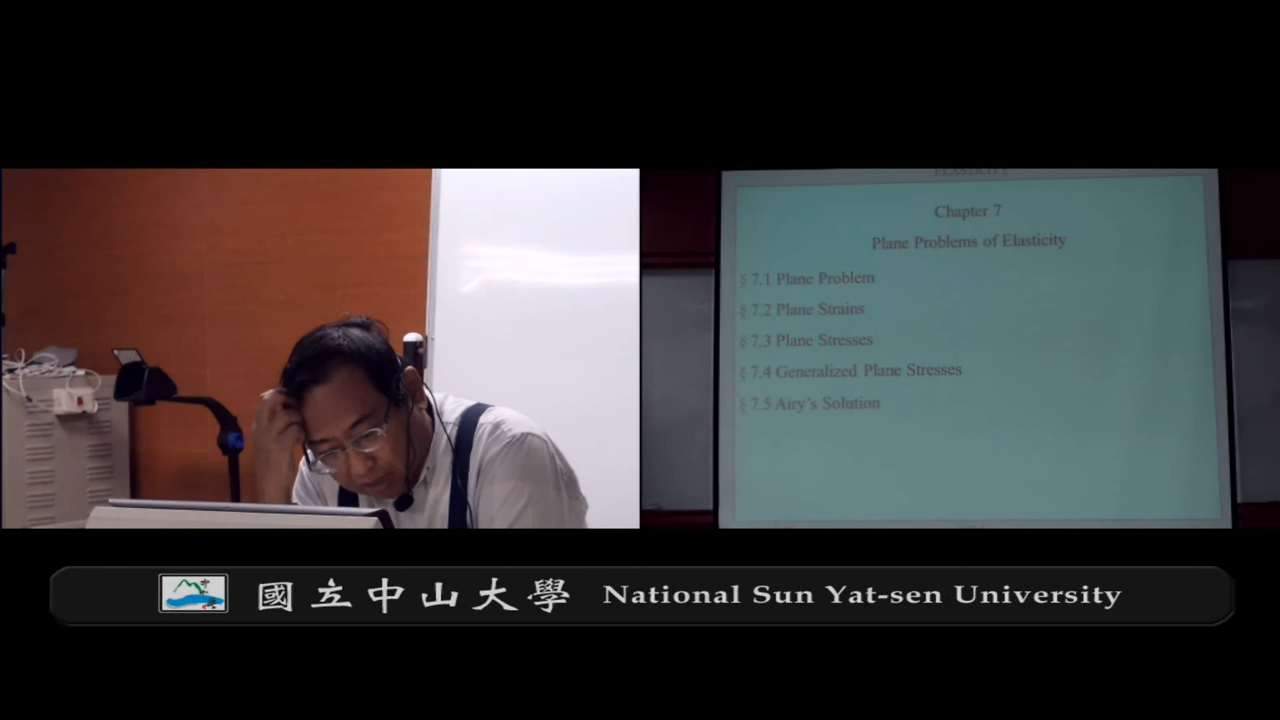 ELASTICITY
Chapter 7
Plane Problems of Elasticity
§ 7.1 Plane Problem
§ 7.2 Plane Strains
§ 7.3 Plane Stresses
§ 7.4 Generalized Plane Stresses
§ 7.5 Airy's Solution
國立中山大學 National Sun Yat-sen University